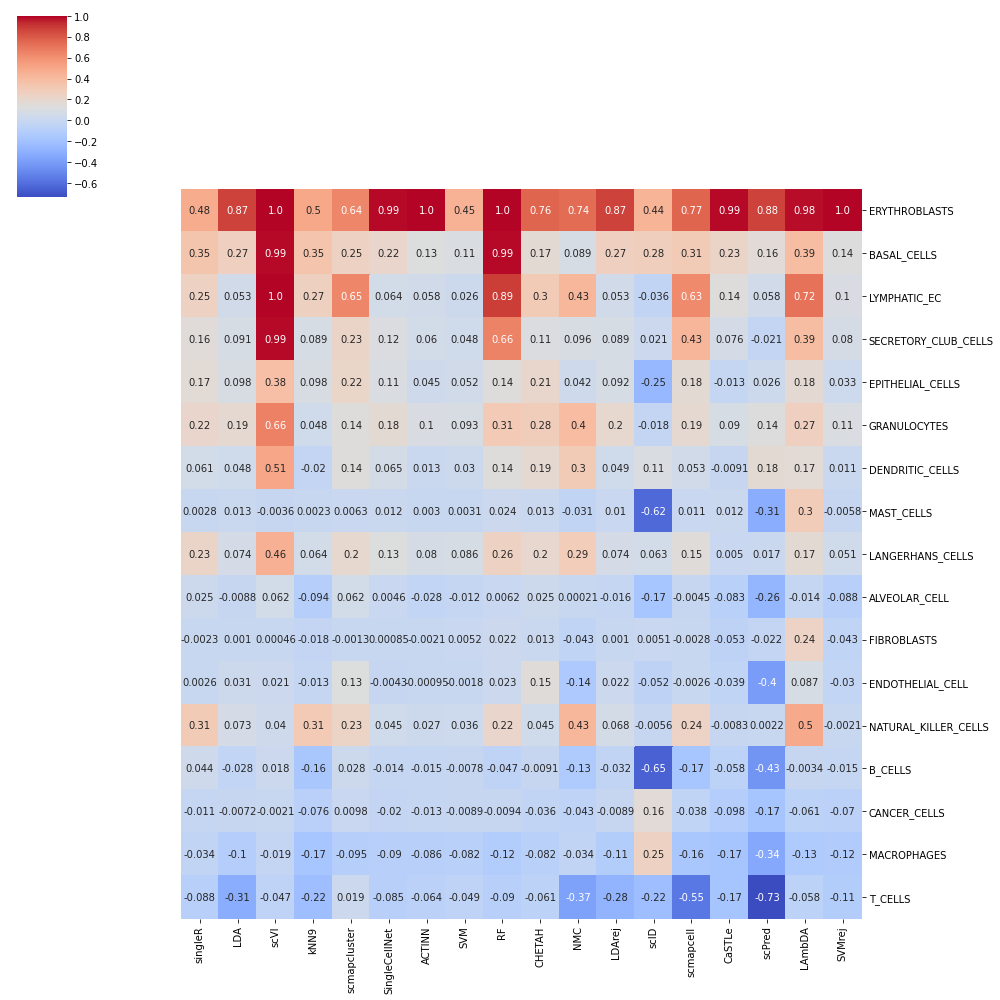 1.0
0.8
0.6
0.4
0.2
0.0
−0.2
−0.4
−0.6
0.48 0.87 1.0 0.5 0.64 0.99 1.0 0.45 1.0 0.76 0.74 0.87 0.44 0.77 0.99 0.88 0.98 1.0 ERYTHROBLASTS
0.35 0.27 0.99 0.35 0.25 0.22 0.13 0.11 0.99 0.17 0.089 0.27 0.28 0.31 0.23 0.16 0.39 0.14 BASAL_CELLS
0.25 0.053 1.0 0.27 0.65 0.064 0.058 0.026 0.89 0.3 0.43 0.053 -0.036 0.63 0.14 0.058 0.72 0.1 LYMPHATIC_EC
0.16 0.091 0.99 0.089 0.23 0.12 0.06 0.048 0.66 0.11 0.096 0.089 0.021 0.43 0.076 -0.021 0.39 0.08 SECRETORY_CLUB_CELLS
0.17 0.098 0.38 0.098 0.22 0.11 0.045 0.052 0.14 0.21 0.042 0.092 -0.25 0.18 -0.013 0.026 0.18 0.033 EPITHELIAL_CELLS
0.22 0.19 0.66 0.048 0.14 0.18 0.1 0.093 0.31 0.28 0.4 0.2 -0.018 0.19 0.09 0.14 0.27 0.11 GRANULOCYTES
0.061 0.048 0.51 -0.02 0.14 0.065 0.013 0.03 0.14 0.19 0.3 0.049 0.11 0.053 -0.0091 0.18 0.17 0.011 DENDRITIC_CELLS
0.0028 0.013 -0.0036 0.0023 0.0063 0.012 0.003 0.0031 0.024 0.013 -0.031 0.01 -0.62 0.011 0.012 -0.31 0.3 -0.0058 MAST_CELLS
0.23 0.074 0.46 0.064 0.2 0.13 0.08 0.086 0.26 0.2 0.29 0.074 0.063 0.15 0.005 0.017 0.17 0.051 LANGERHANS_CELLS
0.025 -0.0088 0.062 -0.094 0.062 0.0046 -0.028 -0.012 0.0062 0.025 0.00021 -0.016 -0.17 -0.0045 -0.083 -0.26 -0.014 -0.088 ALVEOLAR_CELL
-0.0023 0.001 0.00046 -0.018 -0.0013 0.00085 -0.0021 0.0052 0.022 0.013 -0.043 0.001 0.0051 -0.0028 -0.053 -0.022 0.24 -0.043 FIBROBLASTS
0.0026 0.031 0.021 -0.013 0.13 -0.0043 -0.00095 -0.0018 0.023 0.15 -0.14 0.022 -0.052 -0.0026 -0.039 -0.4 0.087 -0.03 ENDOTHELIAL_CELL
0.31 0.073 0.04 0.31 0.23 0.045 0.027 0.036 0.22 0.045 0.43 0.068 -0.0056 0.24 -0.0083 0.0022 0.5 -0.0021 NATURAL_KILLER_CELLS
0.044 -0.028 0.018 -0.16 0.028 -0.014 -0.015 -0.0078 -0.047 -0.0091 -0.13 -0.032 -0.65 -0.17 -0.058 -0.43 -0.0034 -0.015 B_CELLS
-0.011 -0.0072 -0.0021 -0.076 0.0098 -0.02 -0.013 -0.0089 -0.0094 -0.036 -0.043 -0.0089 0.16 -0.038 -0.098 -0.17 -0.061 -0.07 CANCER_CELLS
-0.034 -0.1 -0.019 -0.17 -0.095 -0.09 -0.086 -0.082 -0.12 -0.082 -0.034 -0.11 0.25 -0.16 -0.17 -0.34 -0.13 -0.12 MACROPHAGES
-0.088 -0.31 -0.047 -0.22 0.019 -0.085 -0.064 -0.049 -0.09 -0.061 -0.37 -0.28 -0.22 -0.55 -0.17 -0.73 -0.058 -0.11 T_CELLS
singleR LDA scVI kNN9 scmapcluster SingleCellNet ACTINN SVM RF CHETAH NMC LDArej scID scmapcell CaSTLe scPred LAmbDA SVMrej